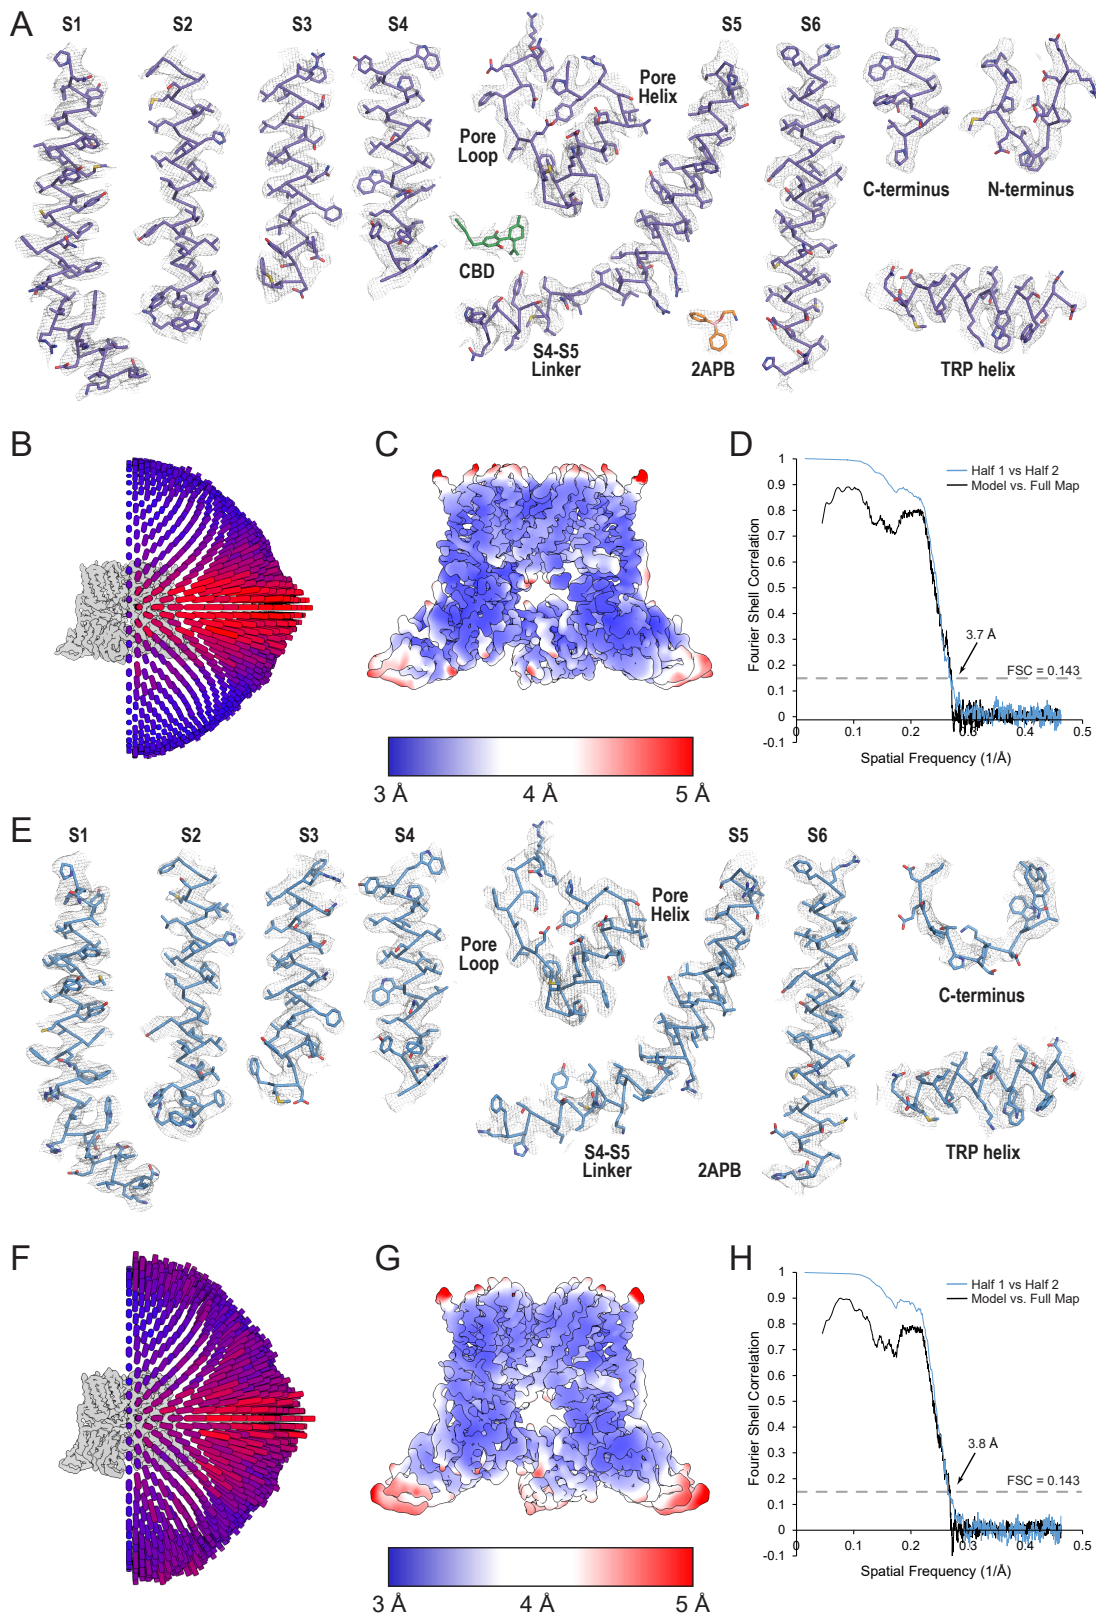 A
S1
S2
S3
S4
S5
S6
Pore
Helix
Pore
Loop
C-terminus
N-terminus
CBD
S4-S5
Linker
2APB
TRP helix
B
C
3 Å
4 Å
5 Å
D
Fourier Shell Correlation
1
0.9
0.8
0.7
0.6
0.5
0.4
0.3
0.2
0.1
0
-0.1
Half 1 vs Half 2
Model vs. Full Map
3.7 Å
FSC = 0.143
0
0.1
0.2
0.3
0.4
0.5
Spatial Frequency (1/Å)
E
S1
S2
S3
S4
S5
S6
Pore
Helix
Pore
Loop
C-terminus
S4-S5
Linker
2APB
TRP helix
F
G
3 Å
4 Å
5 Å
H
Fourier Shell Correlation
1
0.9
0.8
0.7
0.6
0.5
0.4
0.3
0.2
0.1
0
-0.1
Half 1 vs Half 2
Model vs. Full Map
3.8 Å
FSC = 0.143
0
0.1
0.2
0.3
0.4
0.5
Spatial Frequency (1/Å)